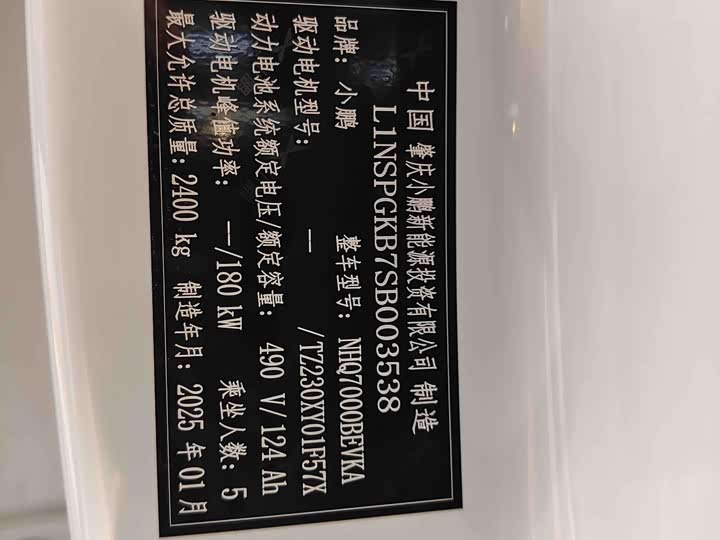 中国 肇庆小鹏新能源投资有限公司 制造
L1NSPGKB7SB003538
品牌： 小鹏 整车型号：NHQ7000BEVKA
驱动电机型号： —/TZ230XY01F57X
动力电池系统额定电压/额定容量： 490 V/124 Ah
驱动电机峰值功率： —/180 kW 乘坐人数：5
最大允许总质量：2400 kg 制造年月：2025 年 01 月